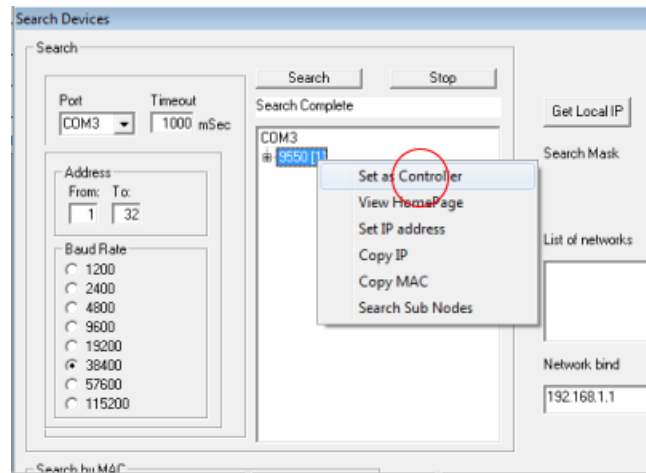 Search Devices
Search
Search Stop
Port Timeout
COM3 1000 mSec
Search Complete
Get Local IP
COM3
9550 [1]
Search Mask
Set as Controller
View HomePage
Set IP address
Copy IP
Copy MAC
Search Sub Nodes
Address
From: To:
1 32
Baud Rate
1200
2400
4800
9600
19200
38400
57600
115200
List of networks
Network bind
192.168.1.1
Search by MAC